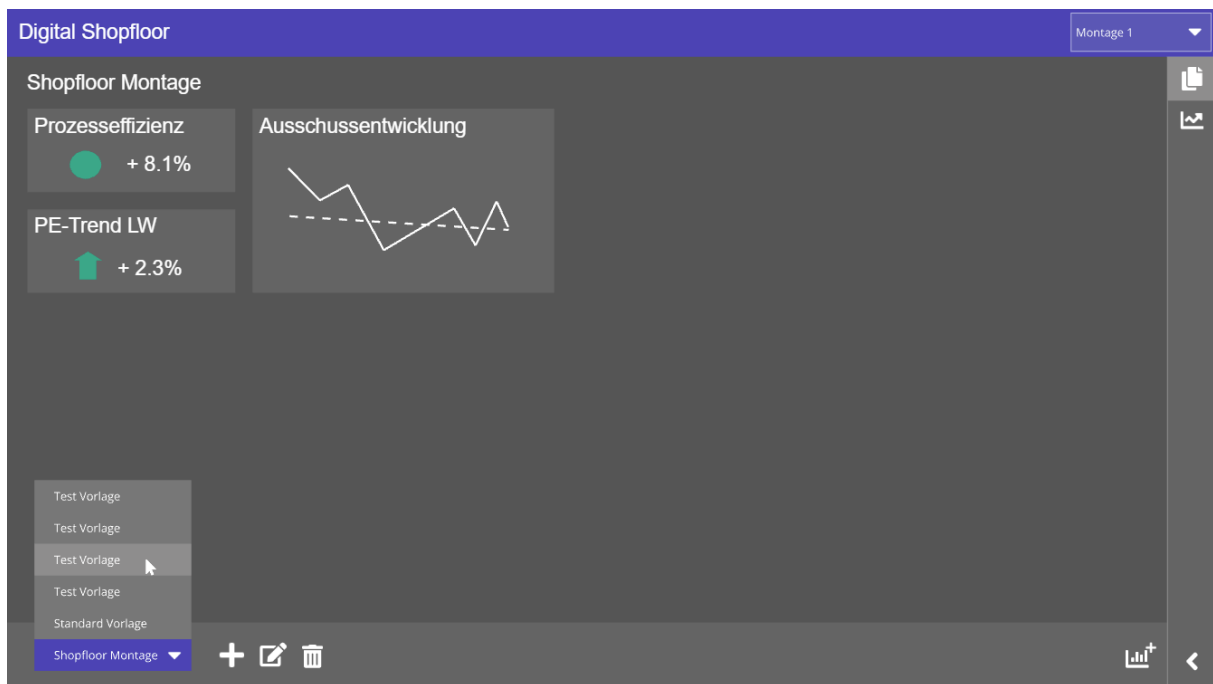 Digital Shopfloor
Montage 1
Shopfloor Montage
Prozesseffizienz
+ 8.1%
Ausschussentwicklung
PE-Trend LW
+ 2.3%
Test Vorlage
Test Vorlage
Test Vorlage
Test Vorlage
Standard Vorlage
Shopfloor Montage